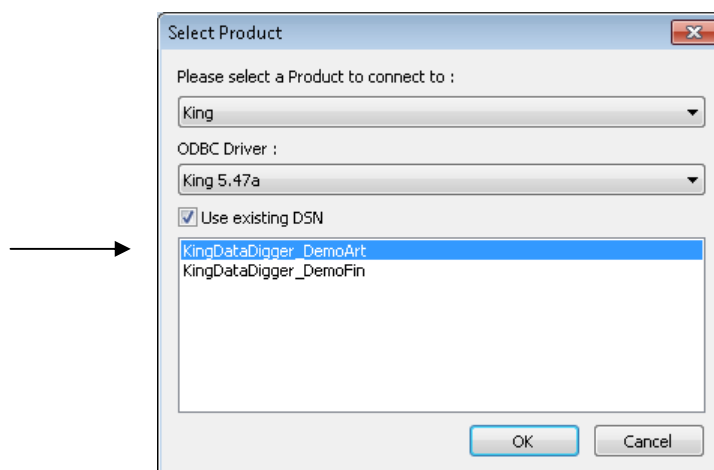 Select Product
Please select a Product to connect to :
King
ODBC Driver :
King 5.47a
Use existing DSN
KingDataDigger_DemoArt
KingDataDigger_DemoFin
OK Cancel